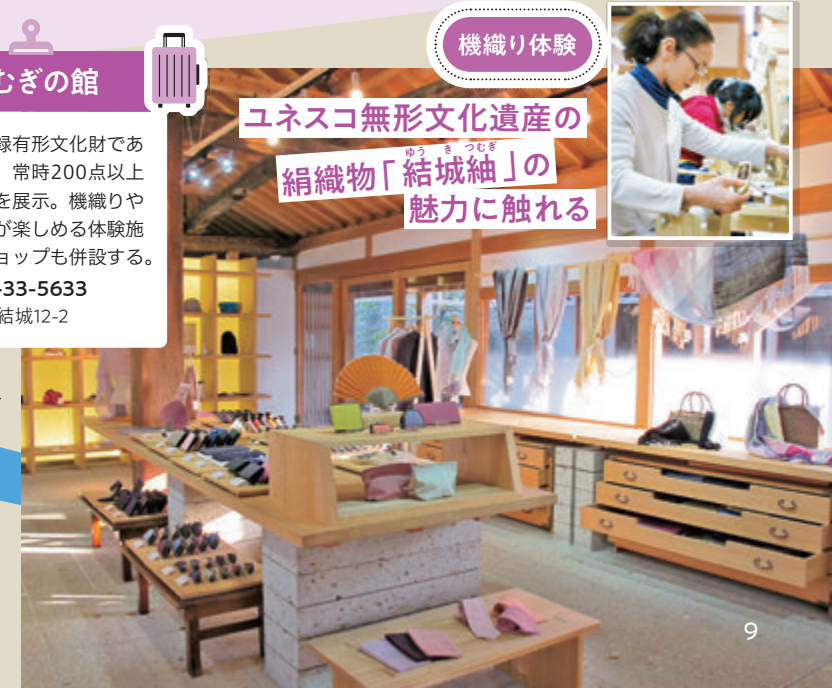 むぎの館
録有形文化財であ
常時200点以上
を展示。機織りや
が楽しめる体験施
ョップも併設する。
-33-5633
結城12-2
機織り体験
ユネスコ無形文化遺産の
絹織物「結城紬」の
ゆう き つむぎ
魅力に触れる
9